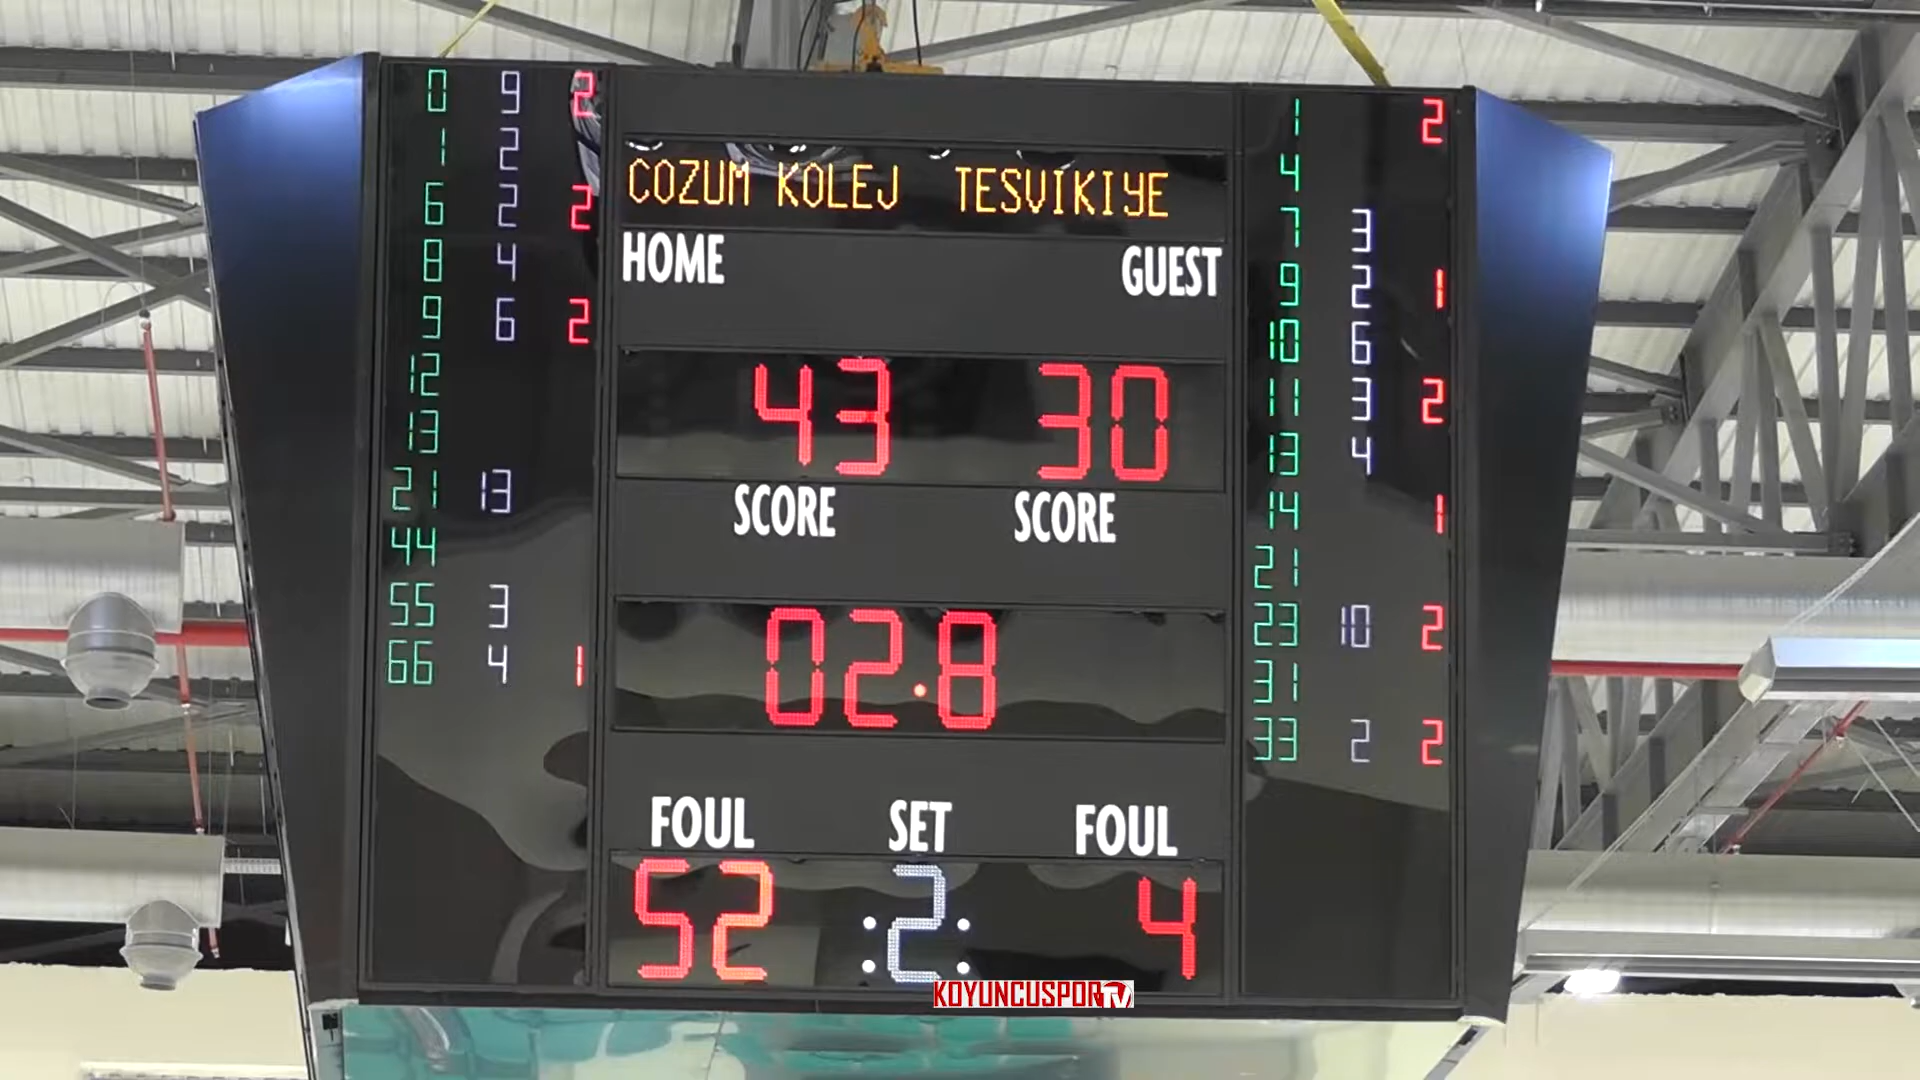 0 9 2
1 2
6 2 2
8 4
9 6 2
12
13
21 13
44
55 3
66 4 1
COZUM KOLEJ TESVIKIYE
HOME GUEST
43 30
SCORE SCORE
02.8
FOUL SET FOUL
52 :2: 4
1 2
4
7 3
9 2 1
10 6
11 3 2
13 4
14 1
21
23 10 2
31
33 2 2
KOYUNCUSPOR TV